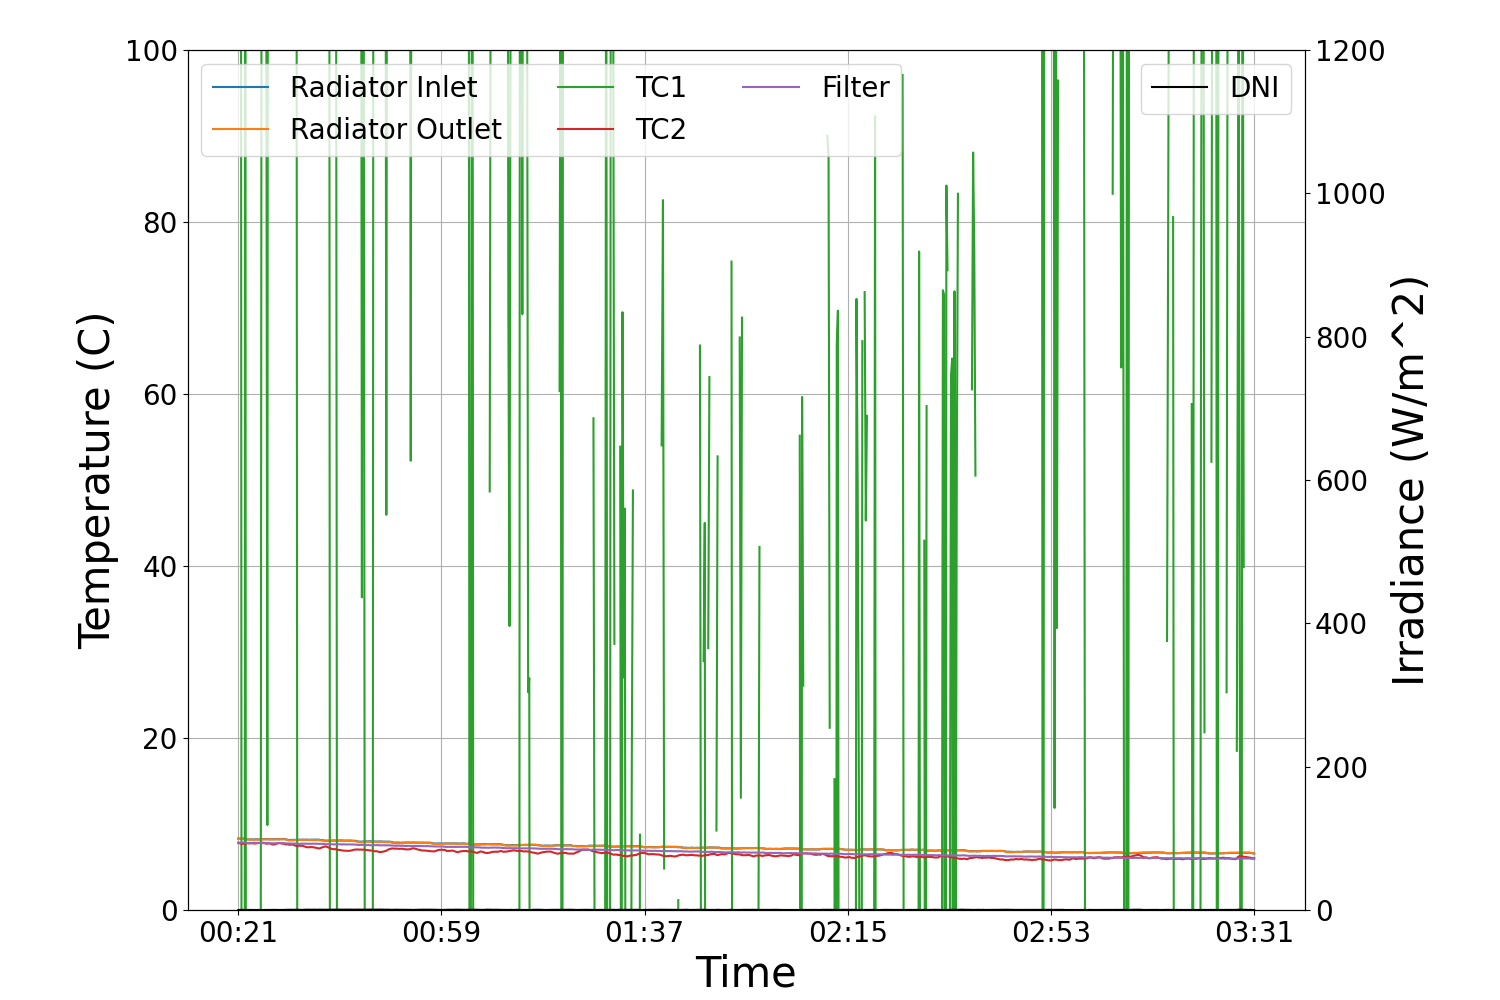 Radiator Inlet
Radiator Outlet
TC1
TC2
Filter
DNI
Temperature (C)
100
80
60
40
20
0
1200
1000
800
600
400
200
0
Irradiance (W/m^2)
00:21 00:59 01:37 02:15 02:53 03:31
Time